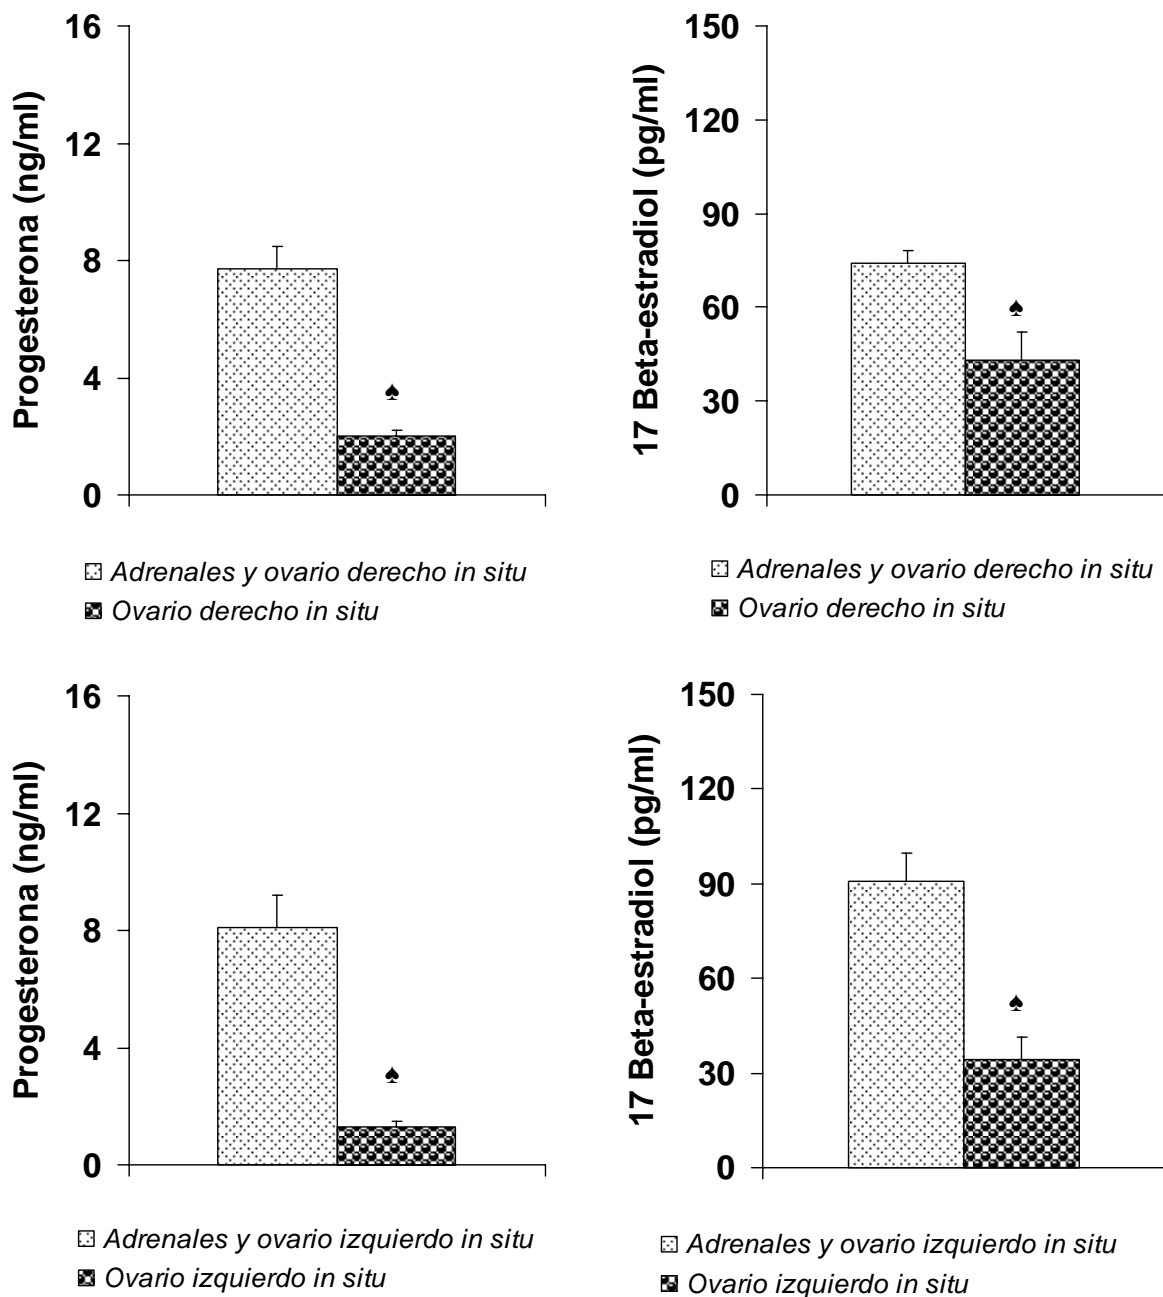 Progesterona (ng/ml)
16
12
8
4
0
♠
Adrenales y ovario derecho in situ
Ovario derecho in situ
17 Beta-estradiol (pg/ml)
150
120
90
60
30
0
♠
Adrenales y ovario derecho in situ
Ovario derecho in situ
Progesterona (ng/ml)
16
12
8
4
0
♠
Adrenales y ovario izquierdo in situ
Ovario izquierdo in situ
17 Beta-estradiol (pg/ml)
150
120
90
60
30
0
♠
Adrenales y ovario izquierdo in situ
Ovario izquierdo in situ